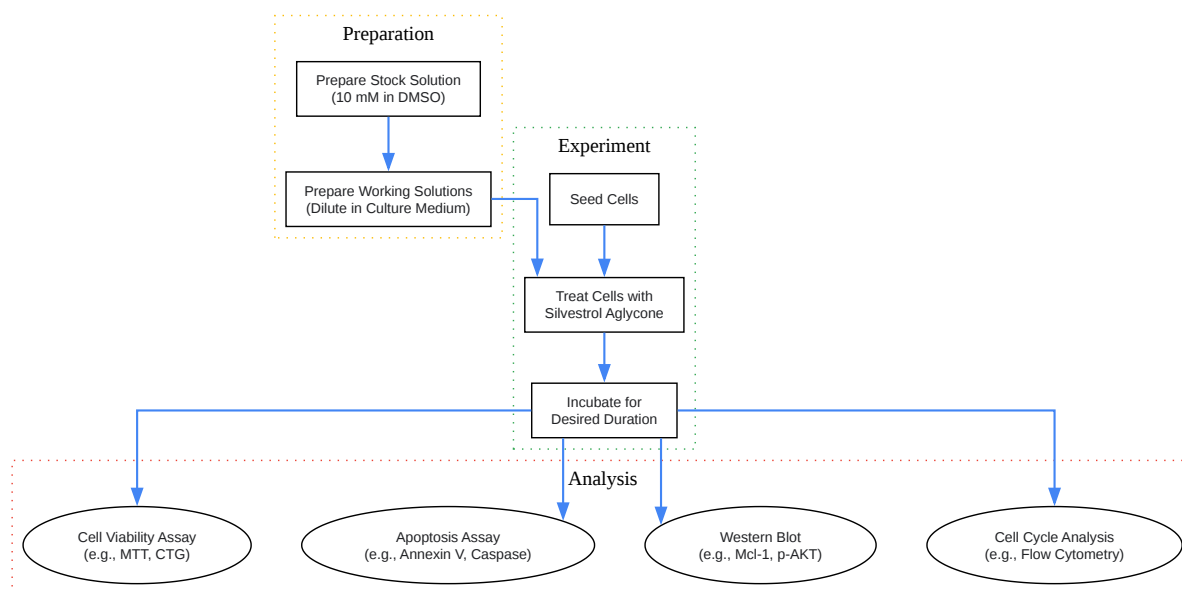 Preparation
Prepare Stock Solution
(10 mM in DMSO)
Prepare Working Solutions
(Dilute in Culture Medium)
Experiment
Seed Cells
Treat Cells with
Silvestrol Aglycone
Incubate for
Desired Duration
Analysis
Cell Viability Assay
(e.g., MTT, CTG)
Apoptosis Assay
(e.g., Annexin V, Caspase)
Western Blot
(e.g., Mcl-1, p-AKT)
Cell Cycle Analysis
(e.g., Flow Cytometry)